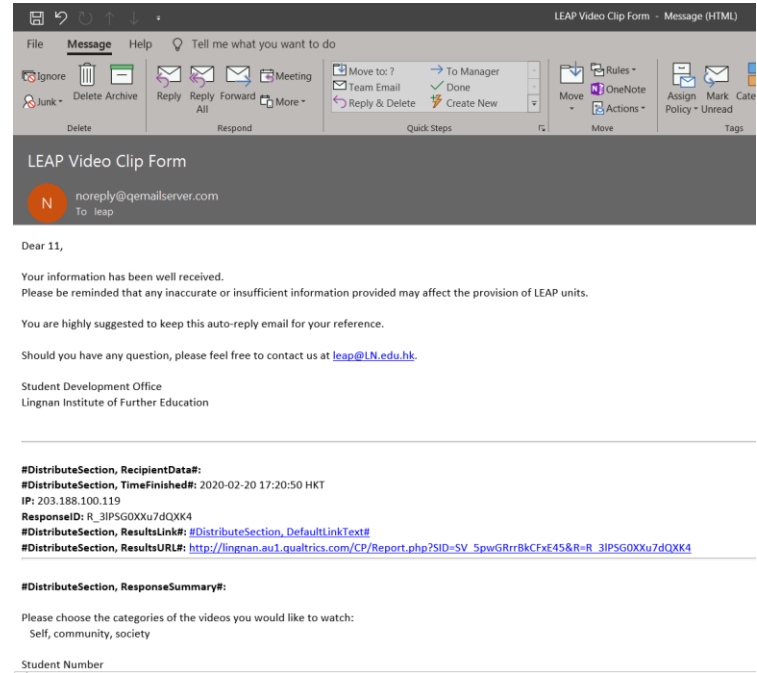 LEAP Video Clip Form - Message (HTML)
File Message Help Tell me what you want to do
Ignore
Junk
Delete Archive
Delete
Reply Reply All Forward
Meeting
More
Respond
Move to: ? To Manager
Team Email Done
Reply & Delete Create New
Quick Steps
Move
Rules
OneNote
Actions
Move
Assign Policy Mark Unread Cate
Tags
LEAP Video Clip Form
N
noreply@qemailserver.com
To leap
Dear 11,
Your information has been well received.
Please be reminded that any inaccurate or insufficient information provided may affect the provision of LEAP units.
You are highly suggested to keep this auto-reply email for your reference.
Should you have any question, please feel free to contact us at leap@LN.edu.hk.
Student Development Office
Lingnan Institute of Further Education
#DistributeSection, RecipientData#:
#DistributeSection, TimeFinished#: 2020-02-20 17:20:50 HKT
IP: 203.188.100.119
ResponseID: R_3lPSG0XXu7dQXK4
#DistributeSection, ResultsLink#: #DistributeSection, DefaultLinkText#
#DistributeSection, ResultsURL#: http://lingnan.au1.qualtrics.com/CP/Report.php?SID=SV_5pwGRrrBkCFxE45&R=R_3lPSG0XXu7dQXK4
#DistributeSection, ResponseSummary#:
Please choose the categories of the videos you would like to watch:
Self, community, society
Student Number